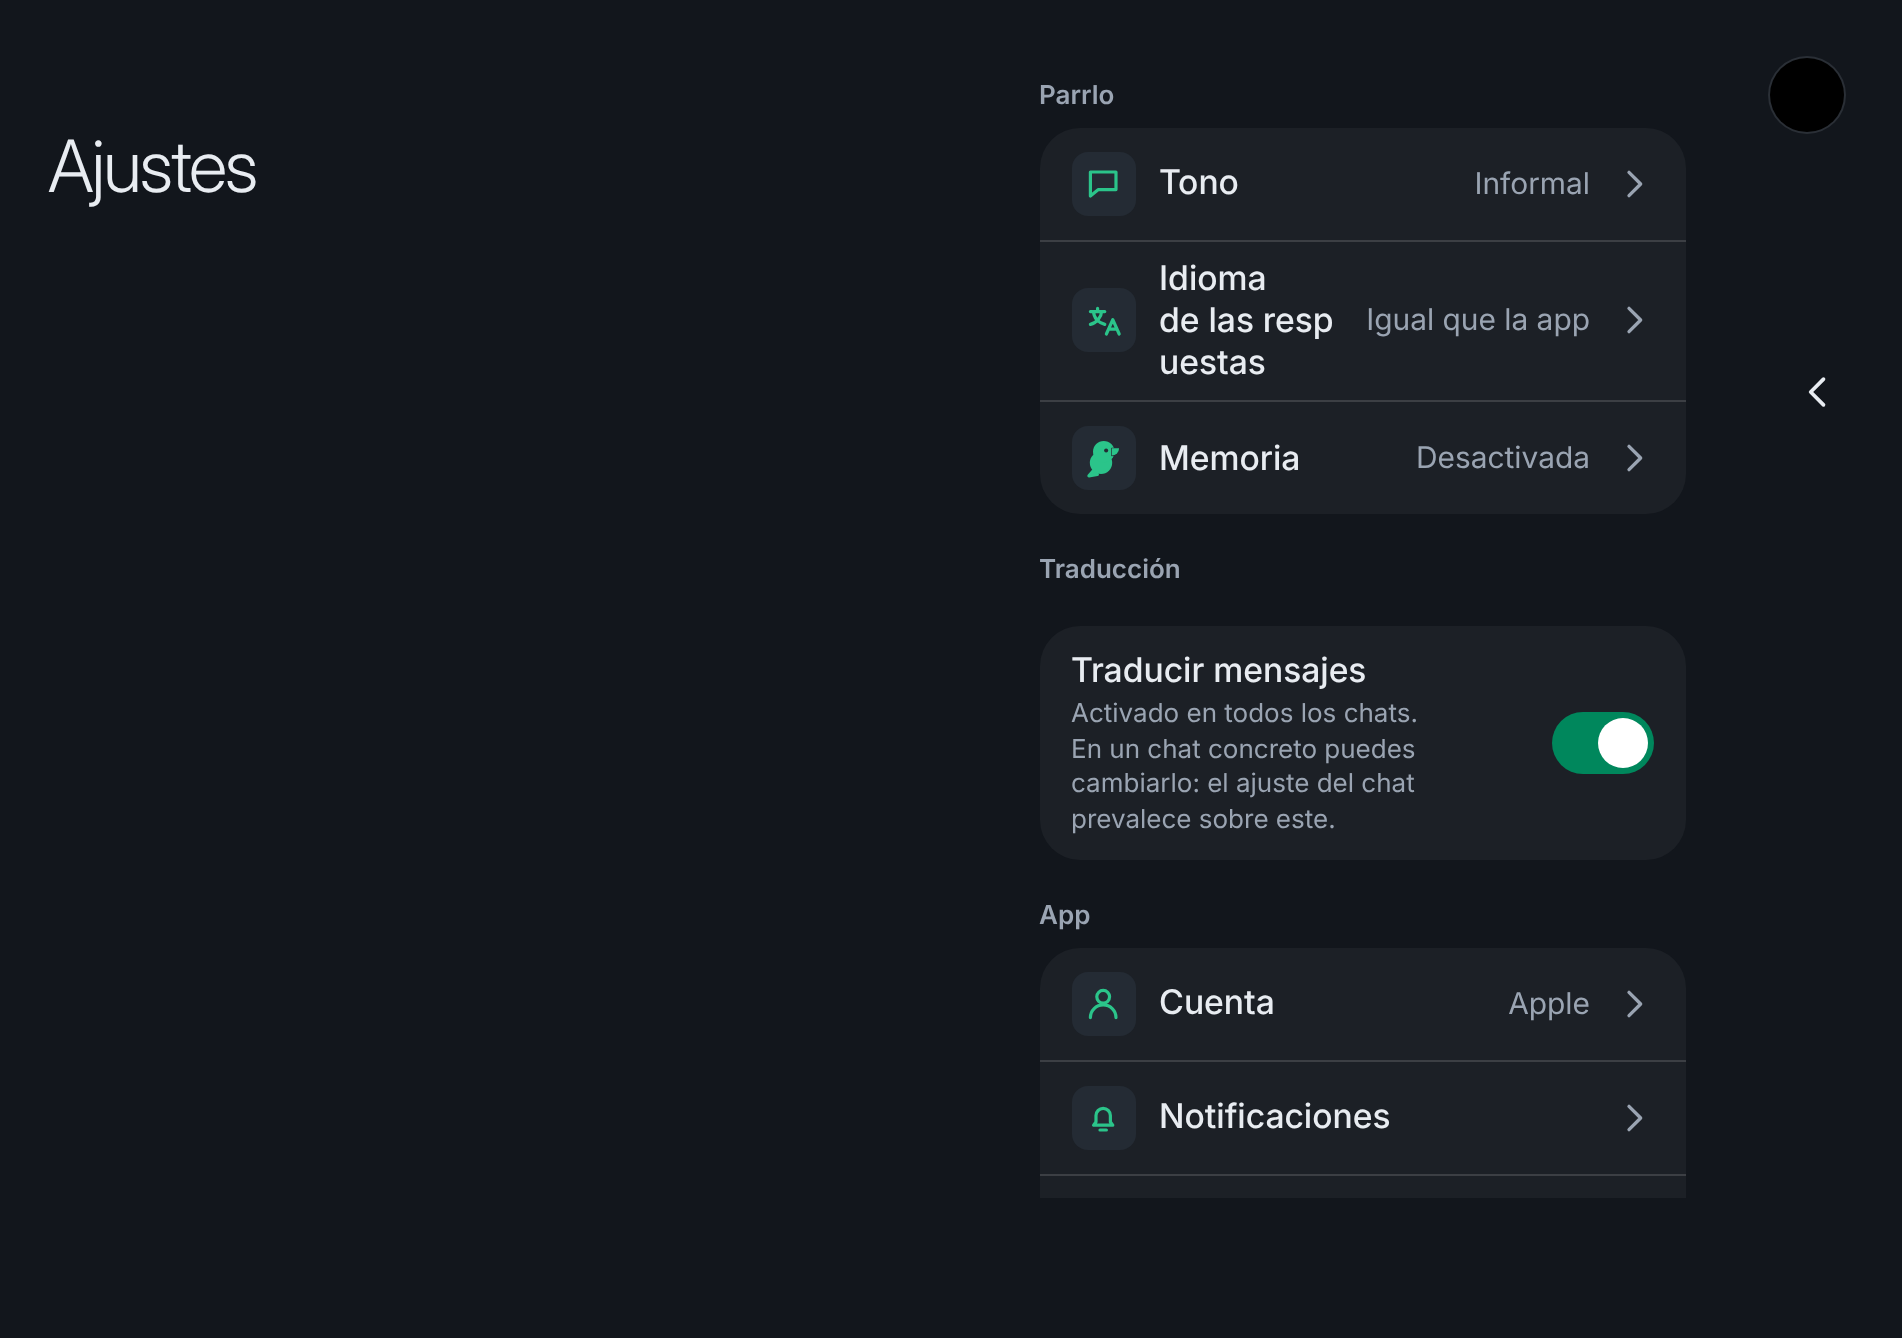 Ajustes
Parrlo
Tono
Informal
Idioma
de las resp
uestas
Igual que la app
Memoria
Desactivada
Traducción
Traducir mensajes
Activado en todos los chats.
En un chat concreto puedes
cambiarlo: el ajuste del chat
prevalece sobre este.
App
Cuenta
Apple
Notificaciones